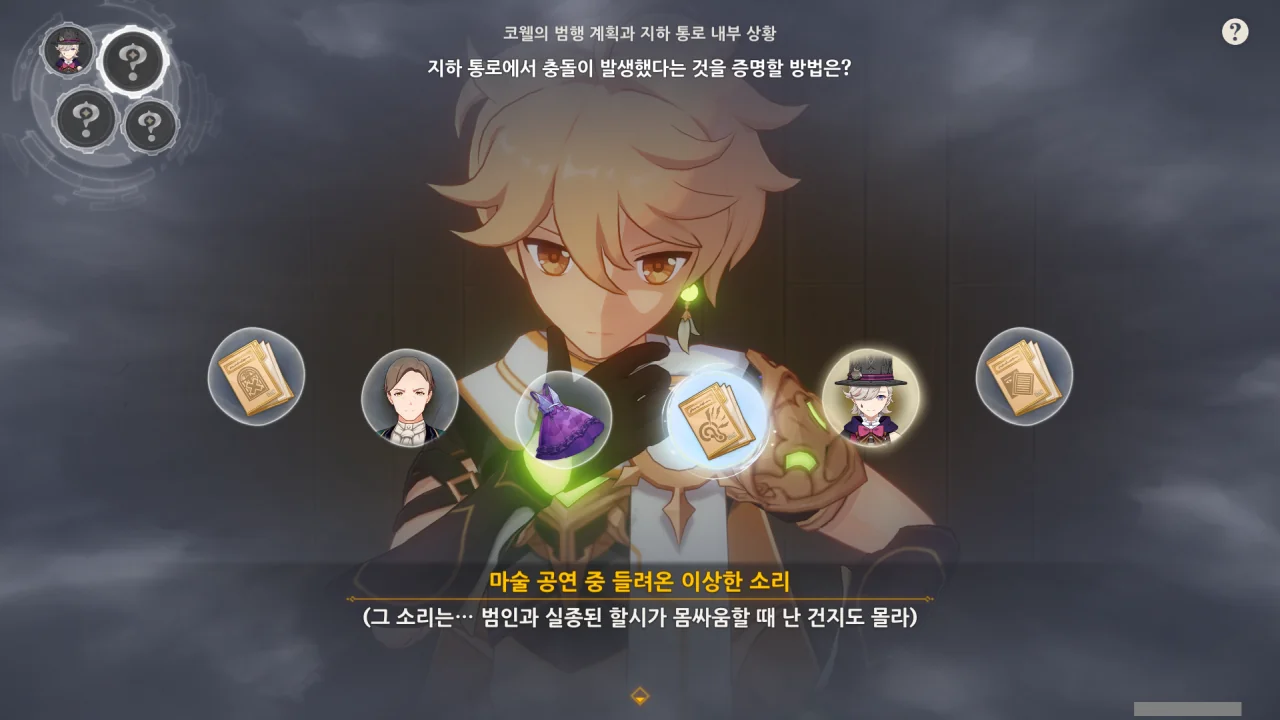 코웰의 범행 계획과 지하 통로 내부 상황
지하 통로에서 충돌이 발생했다는 것을 증명할 방법은?
마술 공연 중 들려온 이상한 소리
(그 소리는… 범인과 실종된 할시가 몸싸움할 때 난 건지도 몰라)